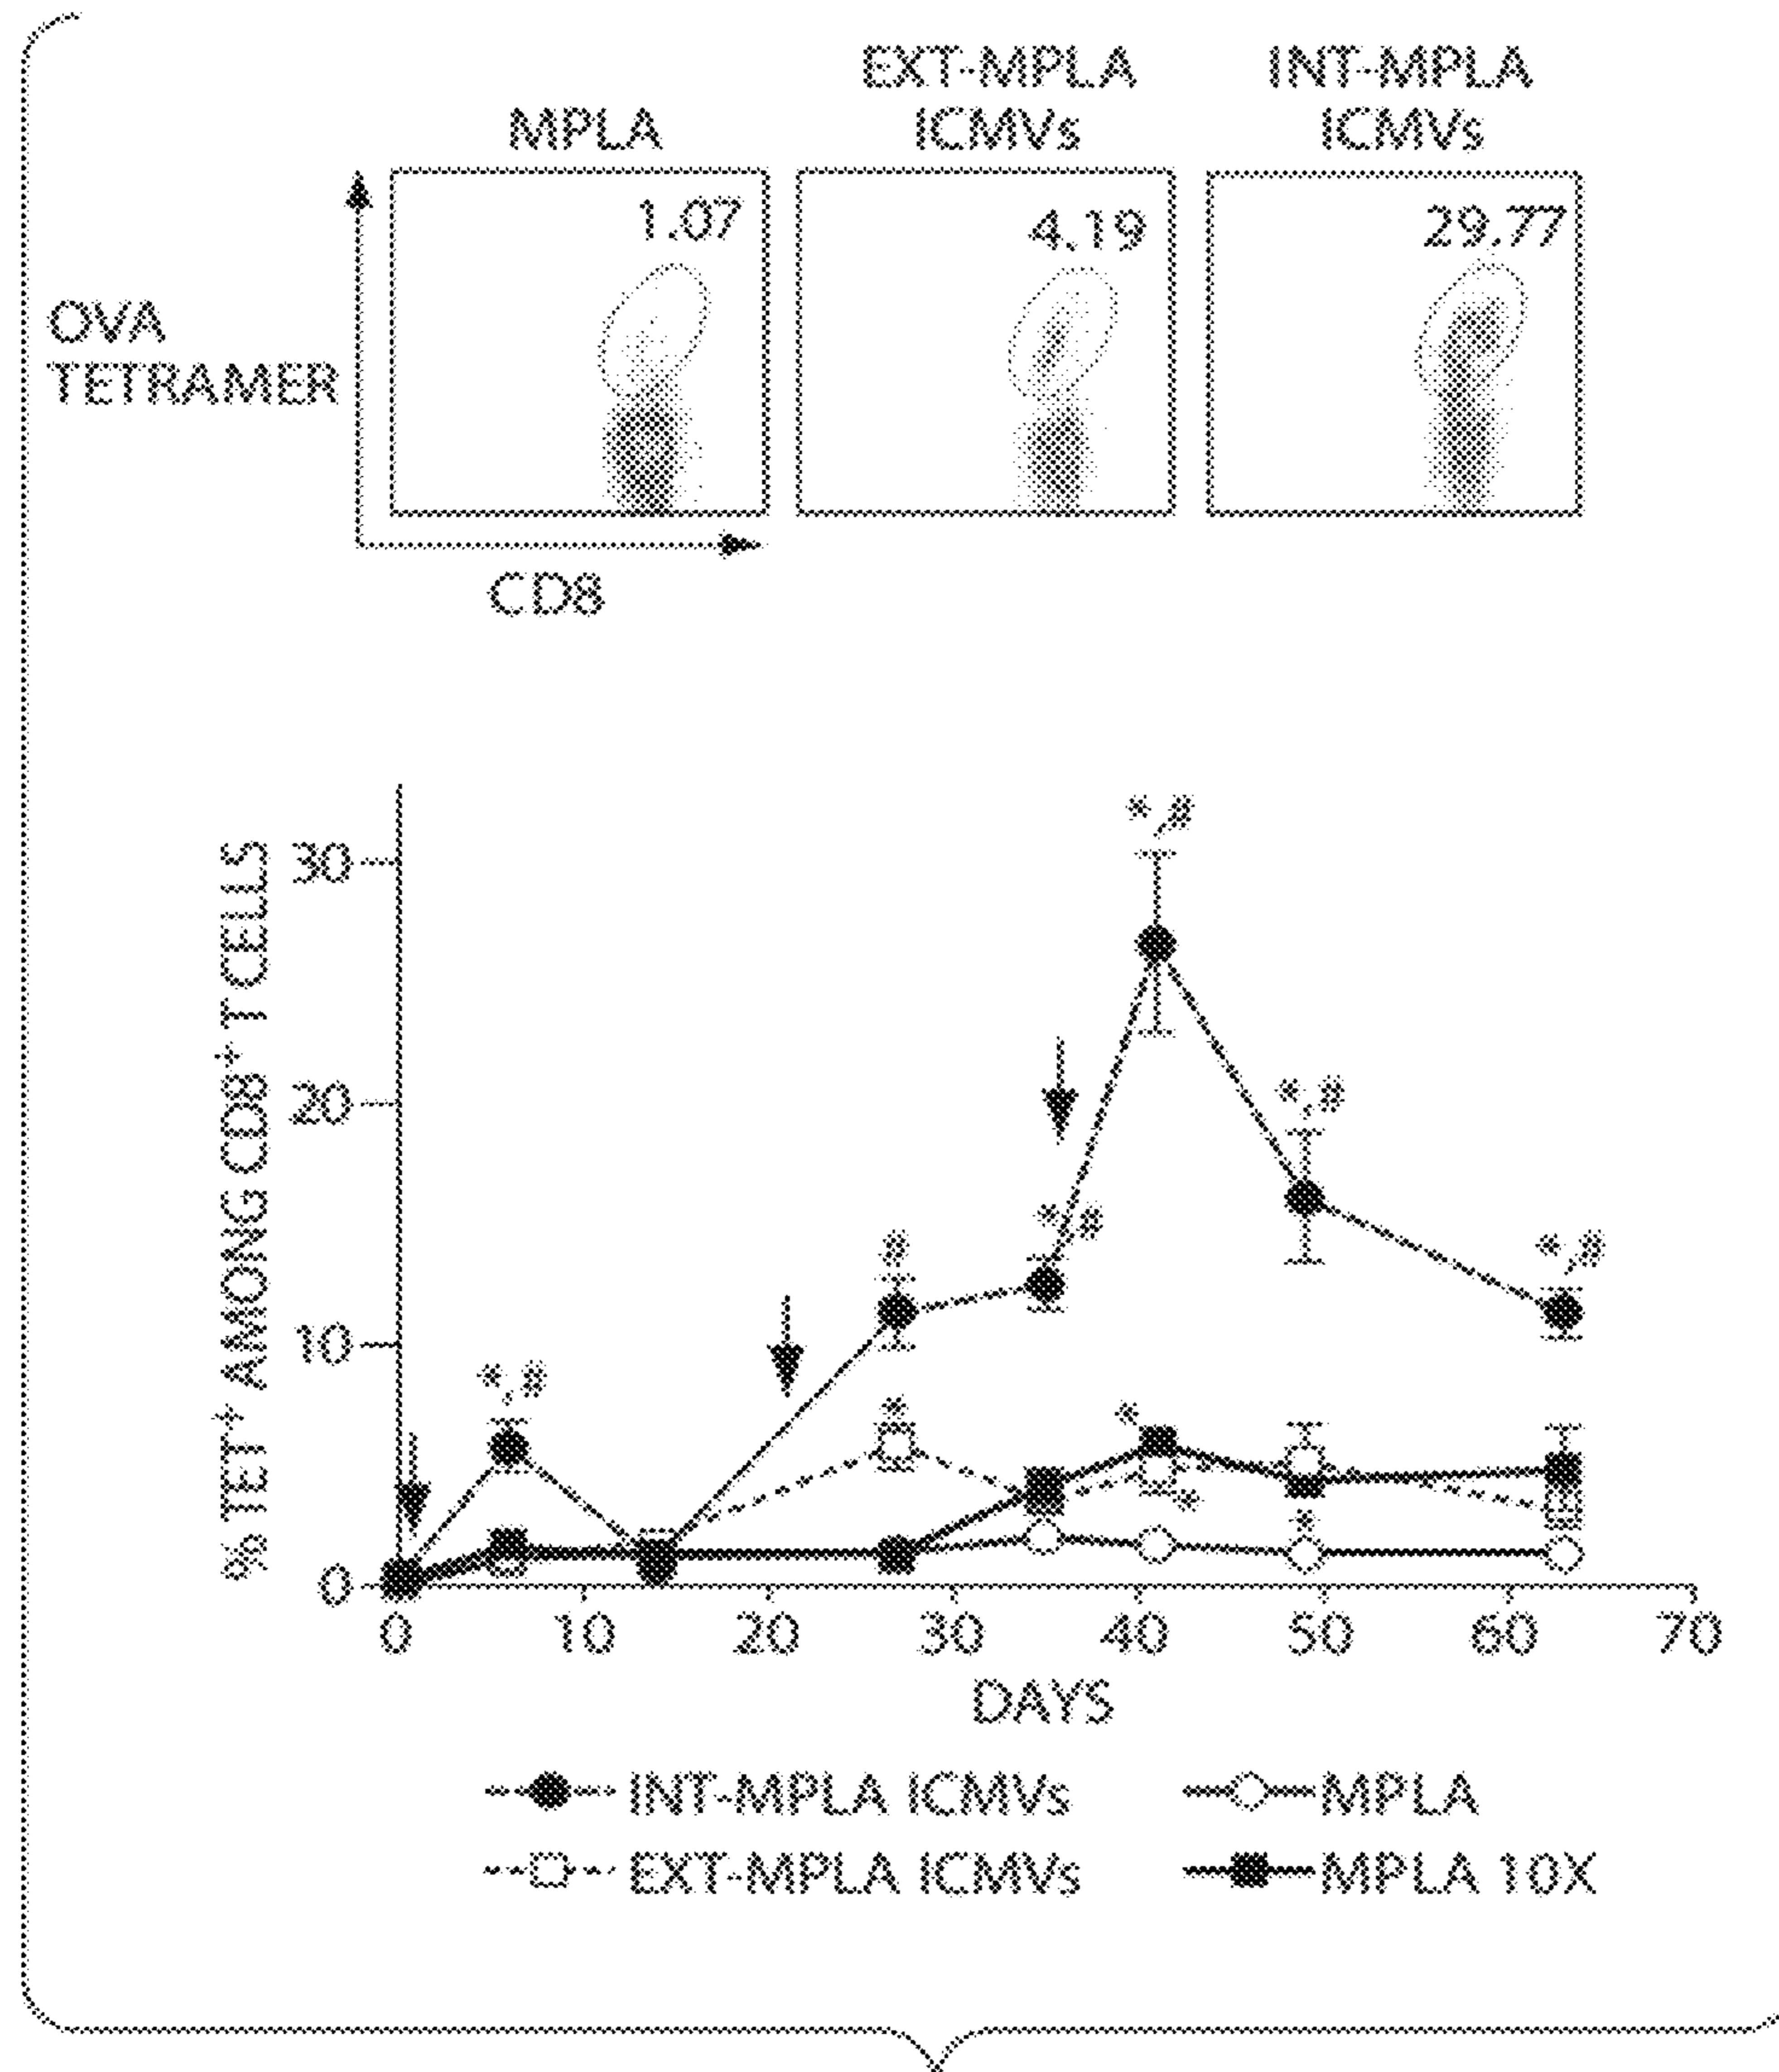 MPLA
EXT-MPLA
ICMVs
INT-MPLA
ICMVs
1.07
4.19
29.77
OVA
TETRAMER
CD8
% TET+ AMONG CD8+ T CELLS
30
20
10
0
*,#
#
*,#
*,#
*,#
*,#
*
*
*
*
0 10 20 30 40 50 60 70
DAYS
INT-MPLA ICMVs
MPLA
EXT-MPLA ICMVs
MPLA 10X